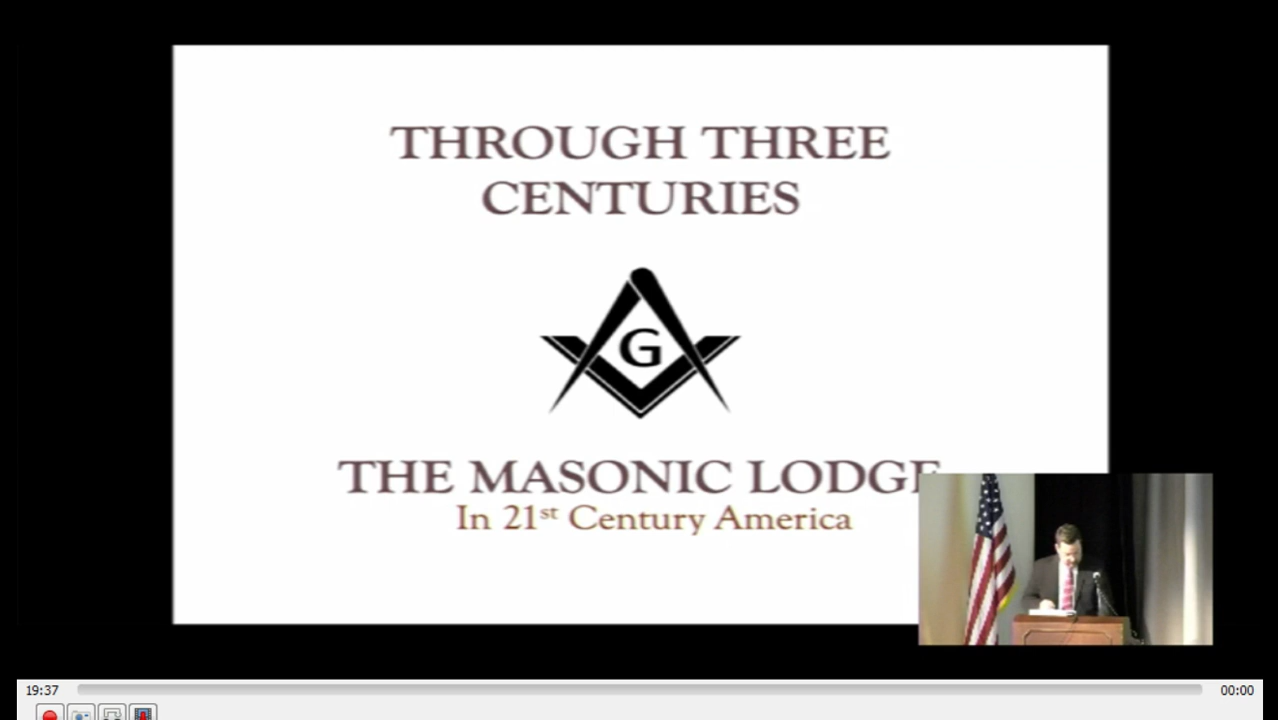 THROUGH THREE
CENTURIES
G
THE MASONIC LODGE
In 21st Century America
19:37
00:00